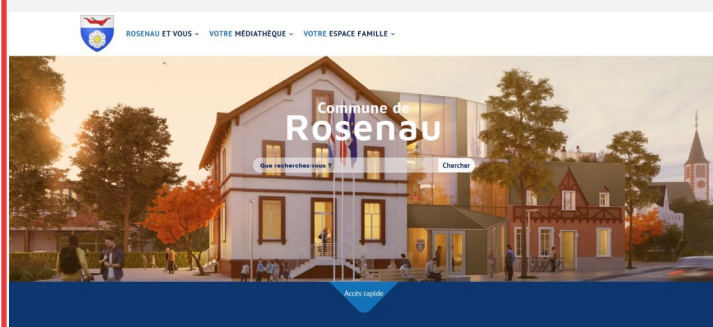 ROSENAU ET VOUS VOTRE MÉDIATHÈQUE VOTRE ESPACE FAMILLE
Commune de
Rosenau
Que recherchez-vous ? Chercher
Accès rapide